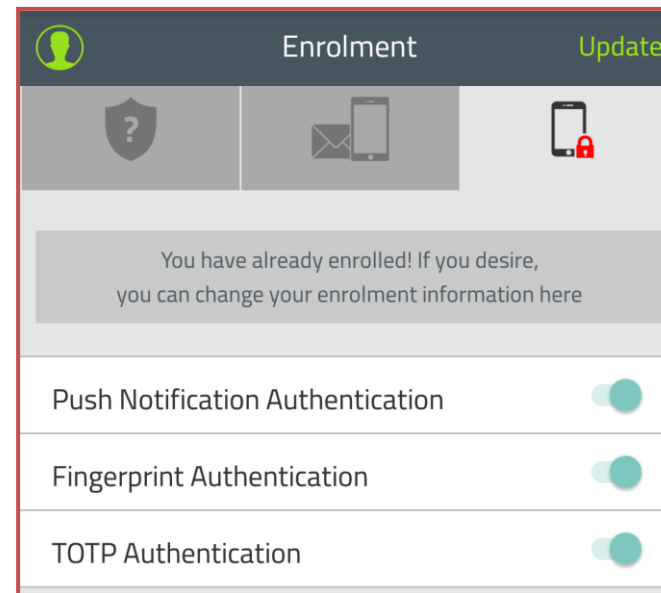 Enrolment
Update
?
You have already enrolled! If you desire,
you can change your enrolment information here
Push Notification Authentication
Fingerprint Authentication
TOTP Authentication